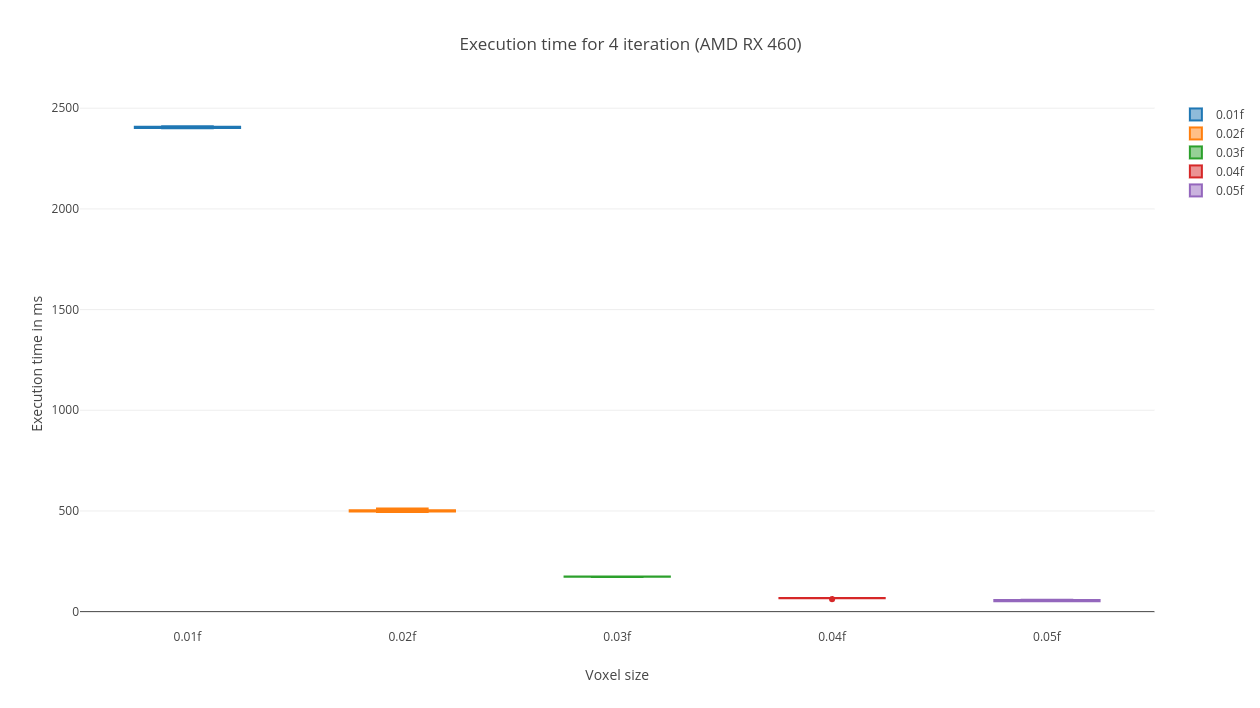 Execution time for 4 iteration (AMD RX 460)
Execution time in ms
2500
2000
1500
1000
500
0
0.01f
0.02f
0.03f
0.04f
0.05f
Voxel size
0.01f
0.02f
0.03f
0.04f
0.05f